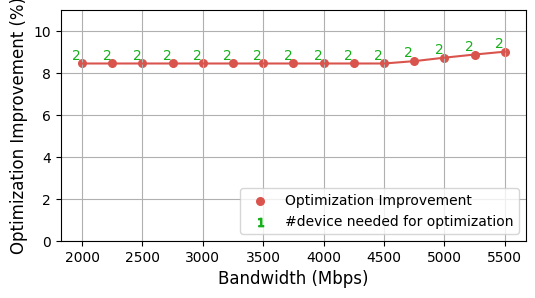 Optimization Improvement (%)
10
8
6
4
2
0
2 2 2 2 2 2 2 2 2 2 2 2 2 2 2
Optimization Improvement
1 #device needed for optimization
2000 2500 3000 3500 4000 4500 5000 5500
Bandwidth (Mbps)